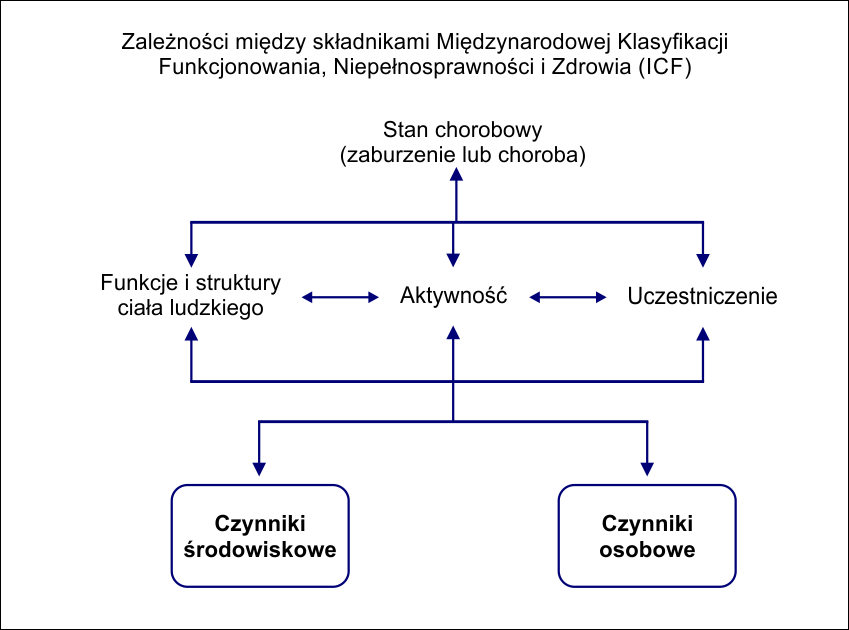 Zależności między składnikami Międzynarodowej Klasyfikacji
Funkcjonowania, Niepełnosprawności i Zdrowia (ICF)
Stan chorobowy
(zaburzenie lub choroba)
Funkcje i struktury
ciała ludzkiego
Aktywność
Uczestniczenie
Czynniki
środowiskowe
Czynniki
osobowe